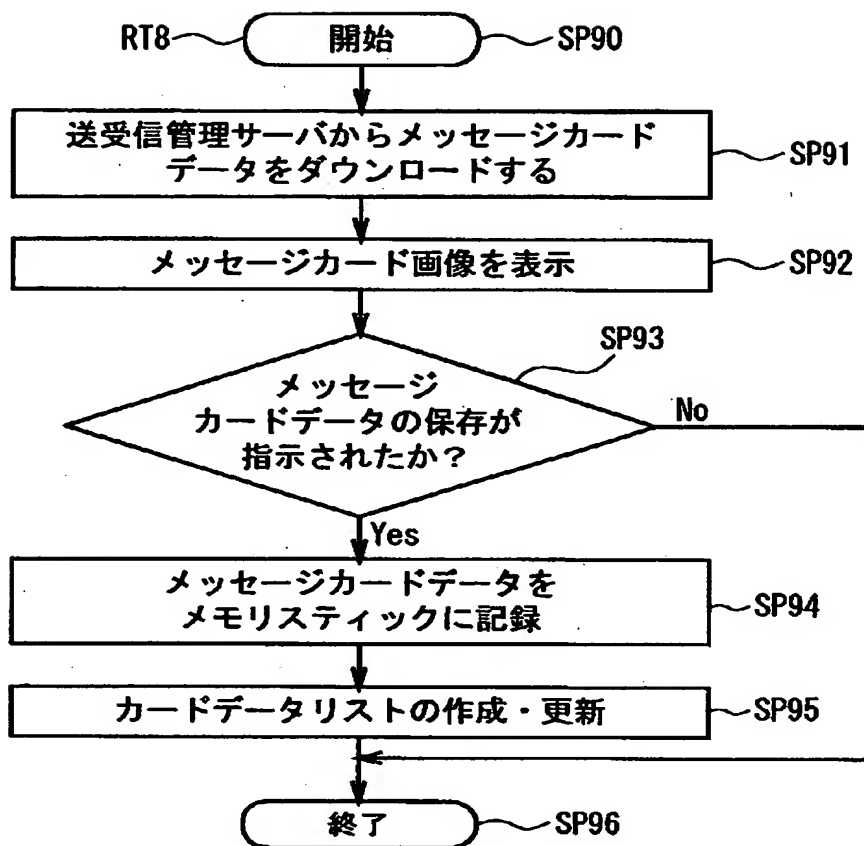 RT8 開始 SP90
送受信管理サーバからメッセージカード
データをダウンロードする SP91
メッセージカード画像を表示 SP92
SP93
メッセージ
カードデータの保存が
指示されたか？
No
Yes
メッセージカードデータを
メモリスティックに記録 SP94
カードデータリストの作成・更新 SP95
終了 SP96